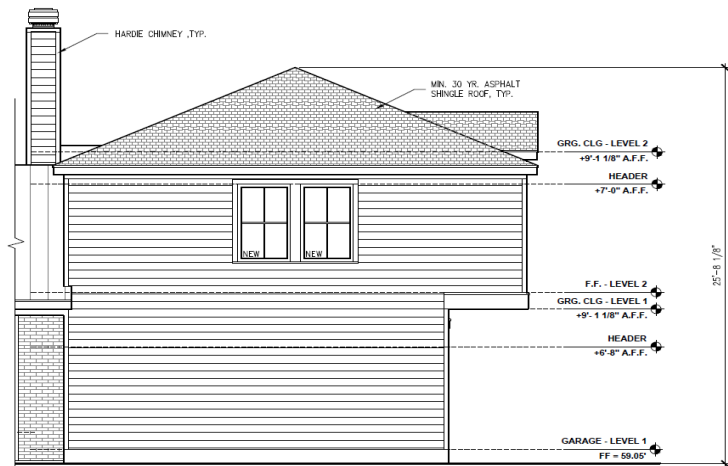 HARDIE CHIMNEY ,TYP.
MIN. 30 YR. ASPHALT
SHINGLE ROOF, TYP.
GRG. CLG - LEVEL 2
+9'-1 1/8" A.F.F.
HEADER
+7'-0" A.F.F.
NEW
NEW
25'-8 1/8"
F.F. - LEVEL 2
GRG. CLG - LEVEL 1
+9'- 1 1/8" A.F.F.
HEADER
+6'-8" A.F.F.
GARAGE - LEVEL 1
FF = 59.05'